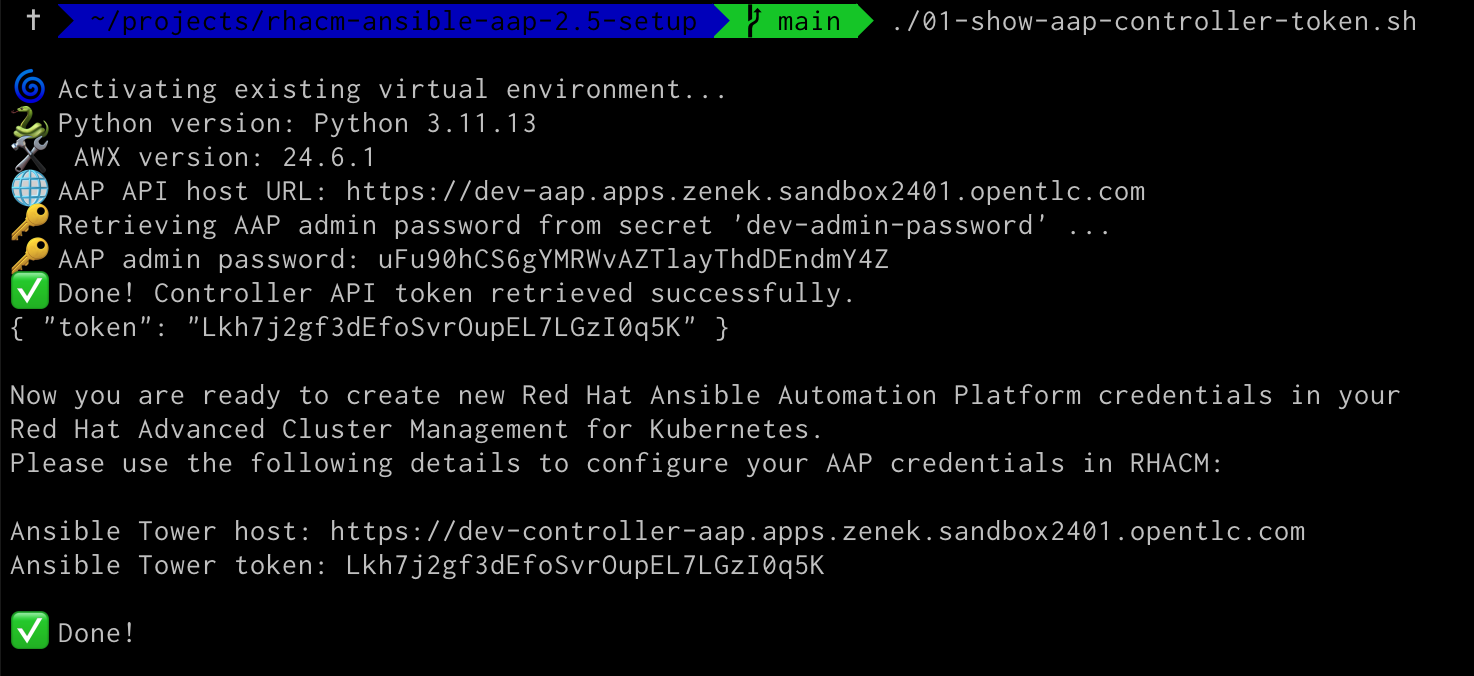 ~/projects/rhacm-ansible-aap-2.5-setup main ./01-show-aap-controller-token.sh
Activating existing virtual environment...
Python version: Python 3.11.13
AWX version: 24.6.1
AAP API host URL: https://dev-aap.apps.zenek.sandbox2401.opentlc.com
Retrieving AAP admin password from secret 'dev-admin-password' ...
AAP admin password: uFu90hCS6gYMRWvAZTlayThdDEndmY4Z
Done! Controller API token retrieved successfully.
{ "token": "Lkh7j2gf3dEfoSvrOupEL7LGzI0q5K" }
Now you are ready to create new Red Hat Ansible Automation Platform credentials in your
Red Hat Advanced Cluster Management for Kubernetes.
Please use the following details to configure your AAP credentials in RHACM:
Ansible Tower host: https://dev-controller-aap.apps.zenek.sandbox2401.opentlc.com
Ansible Tower token: Lkh7j2gf3dEfoSvrOupEL7LGzI0q5K
Done!